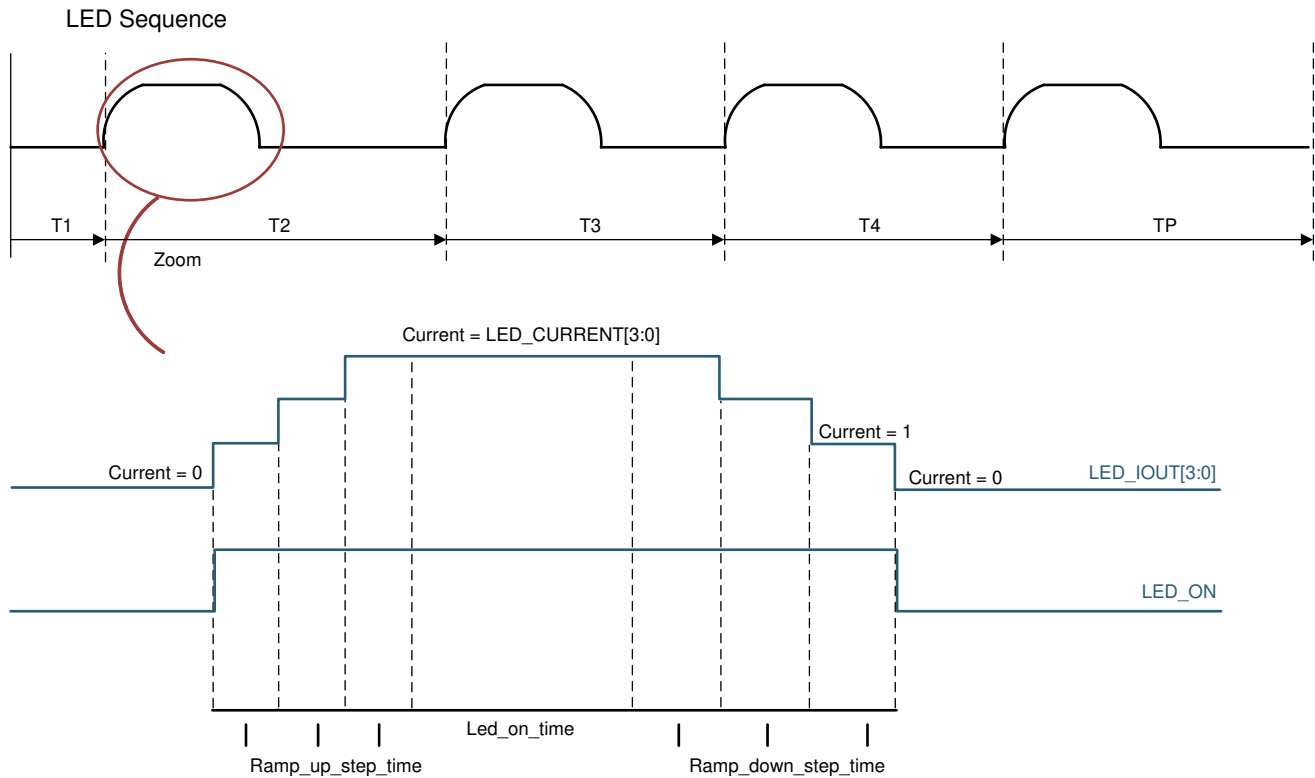 LED Sequence
T1
T2
T3
T4
TP
Zoom
Current = LED_CURRENT[3:0]
Current = 1
Current = 0
Current = 0
LED_IOUT[3:0]
LED_ON
Led_on_time
Ramp_up_step_time
Ramp_down_step_time